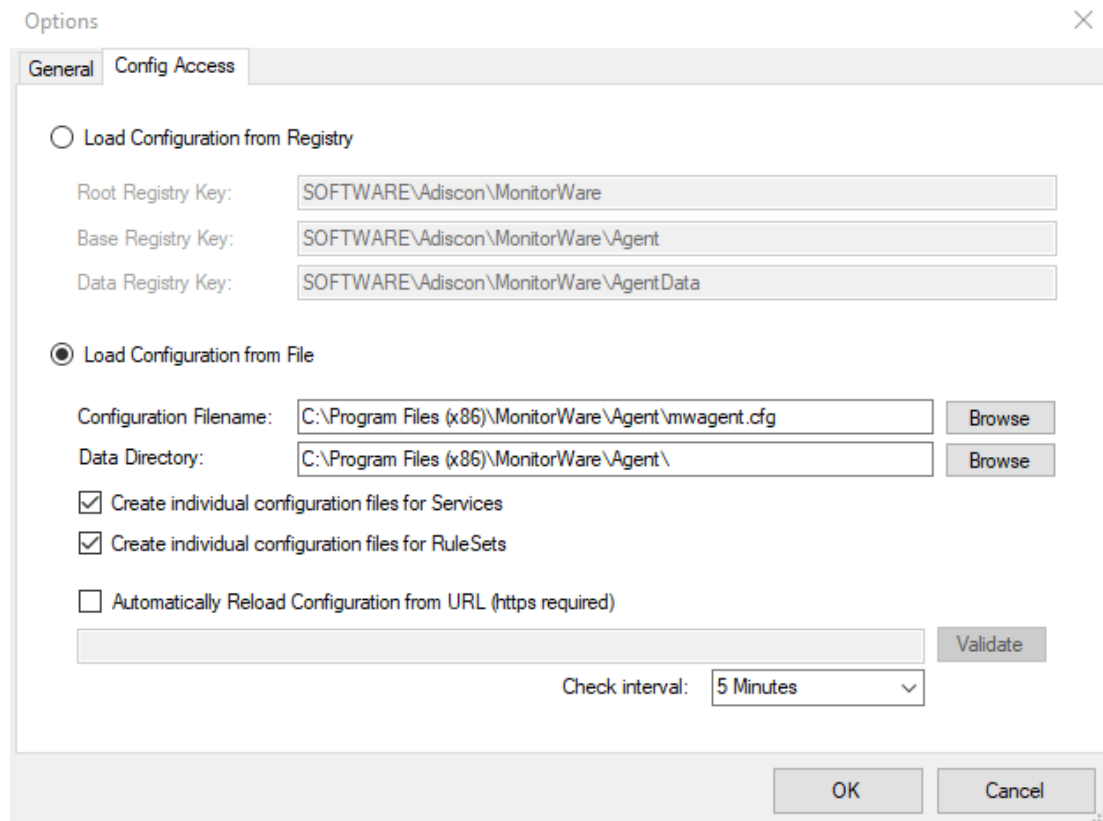 Options
General Config Access
Load Configuration from Registry
Root Registry Key: SOFTWARE\Adiscon\MonitorWare
Base Registry Key: SOFTWARE\Adiscon\MonitorWare\Agent
Data Registry Key: SOFTWARE\Adiscon\MonitorWare\AgentData
Load Configuration from File
Configuration Filename: C:\Program Files (x86)\MonitorWare\Agent\mwagent.cfg Browse
Data Directory: C:\Program Files (x86)\MonitorWare\Agent\ Browse
Create individual configuration files for Services
Create individual configuration files for RuleSets
Automatically Reload Configuration from URL (https required)
Validate
Check interval: 5 Minutes
OK Cancel